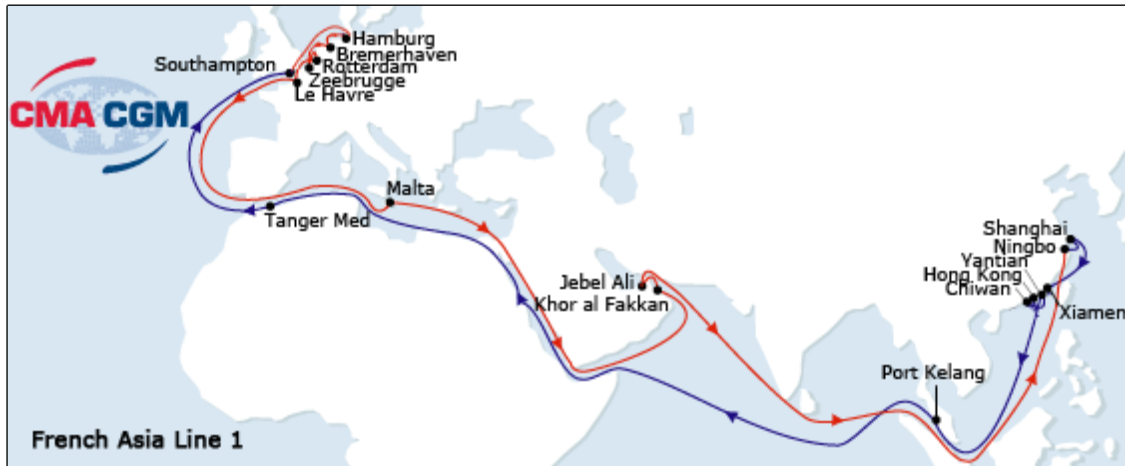 Hamburg
Bremerhaven
Southampton
Rotterdam
Zeebrugge
Le Havre
CMA CGM
Malta
Tanger Med
Shanghai
Ningbo
Yantian
Hong Kong
Chiwan
Xiamen
Jebel Ali
Khor al Fakkan
Port Kelang
French Asia Line 1